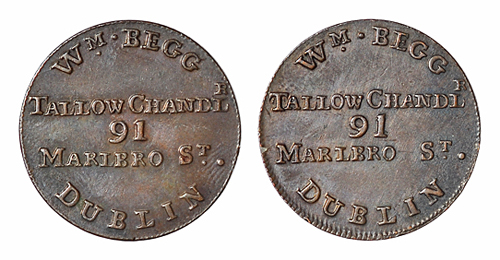 WM. BEGG
TALLOW CHANDLR
91
MARLBRO ST.
DUBLIN
WM. BEGG
TALLOW CHANDLR
91
MARLBRO ST.
DUBLIN